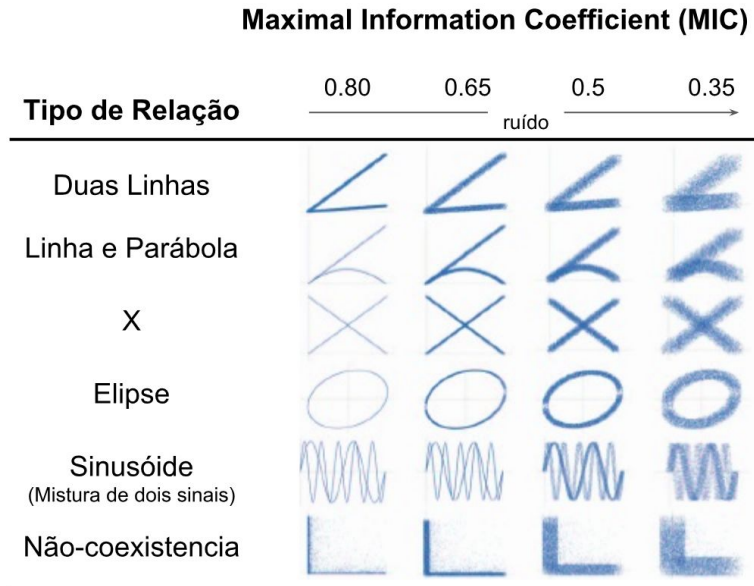 Maximal Information Coefficient (MIC)
0.80 0.65 0.5 0.35
Tipo de Relação
ruído
Duas Linhas
Linha e Parábola
X
Elipse
Sinusóide
(Mistura de dois sinais)
Não-coexistencia